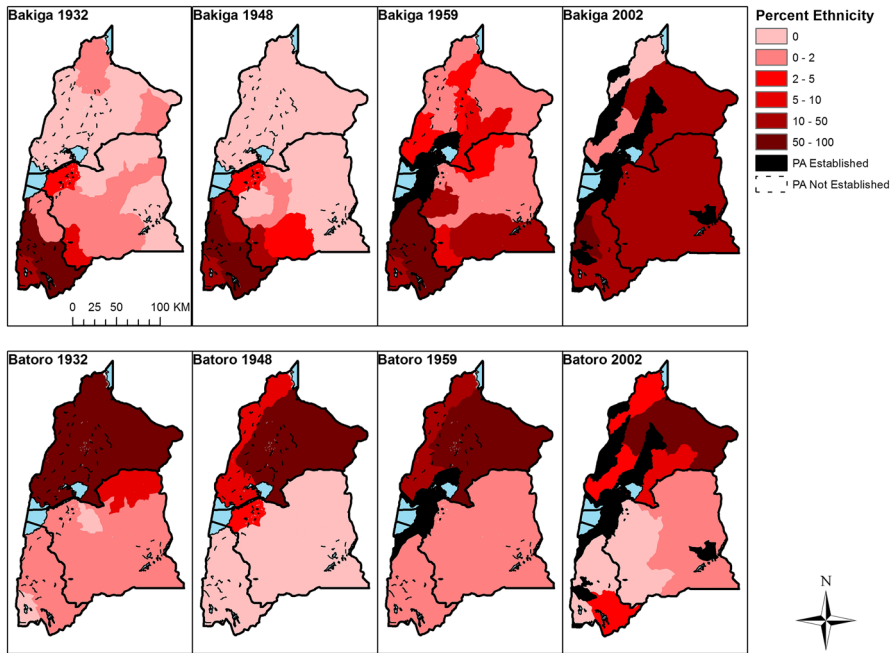 Bakiga 1932
Bakiga 1948
Bakiga 1959
Bakiga 2002
Percent Ethnicity
0
0 - 2
2 - 5
5 - 10
10 - 50
50 - 100
PA Established
PA Not Established
0 25 50 100 KM
Batoro 1932
Batoro 1948
Batoro 1959
Batoro 2002
N